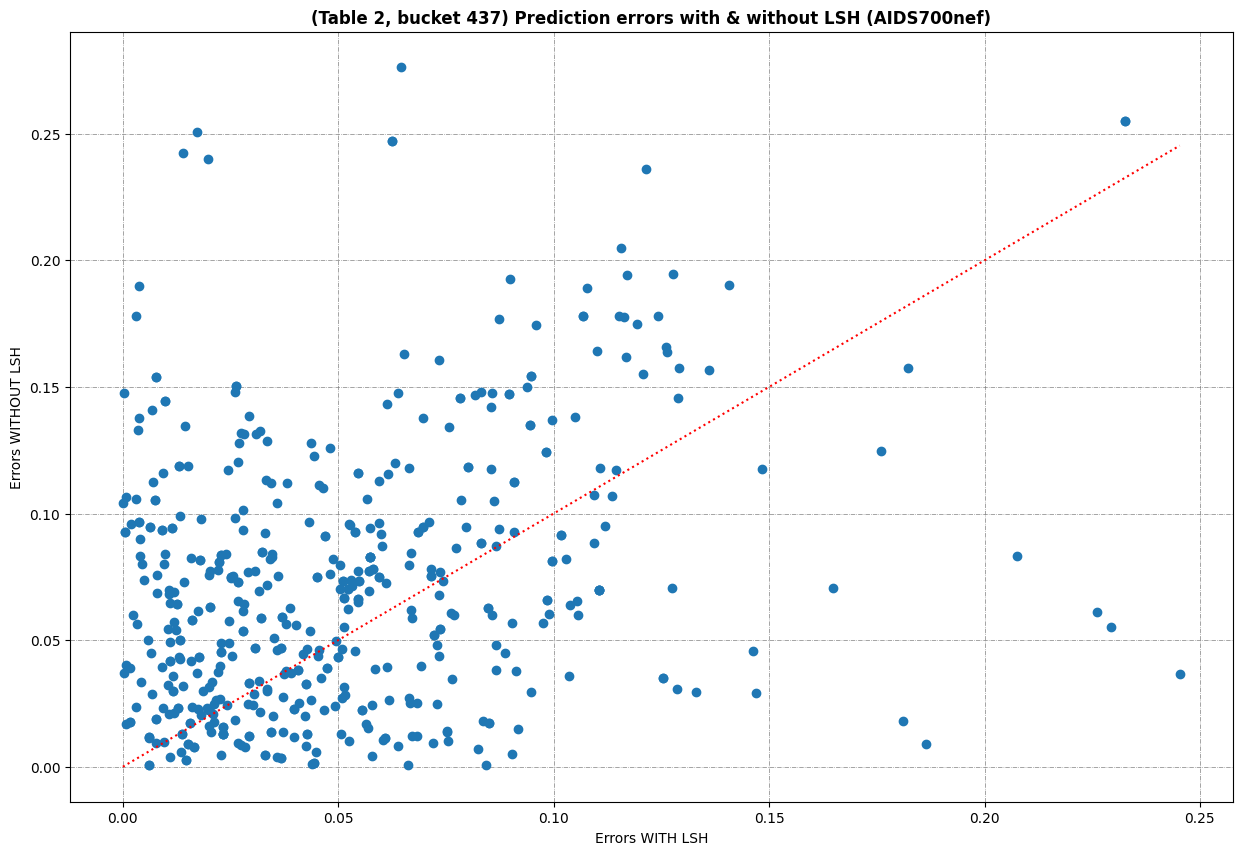 (Table 2, bucket 437) Prediction errors with & without LSH (AIDS700nef)
Errors WITHOUT LSH
0.25
0.20
0.15
0.10
0.05
0.00
0.00 0.05 0.10 0.15 0.20 0.25
Errors WITH LSH